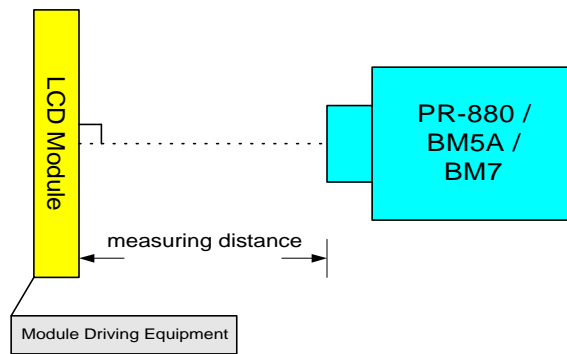 LCD Module
PR-880 /
BM5A /
BM7
measuring distance
Module Driving Equipment